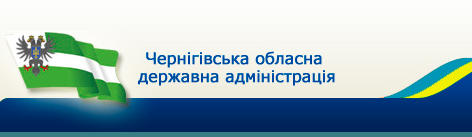 Чернігівська обласна
державна адміністрація